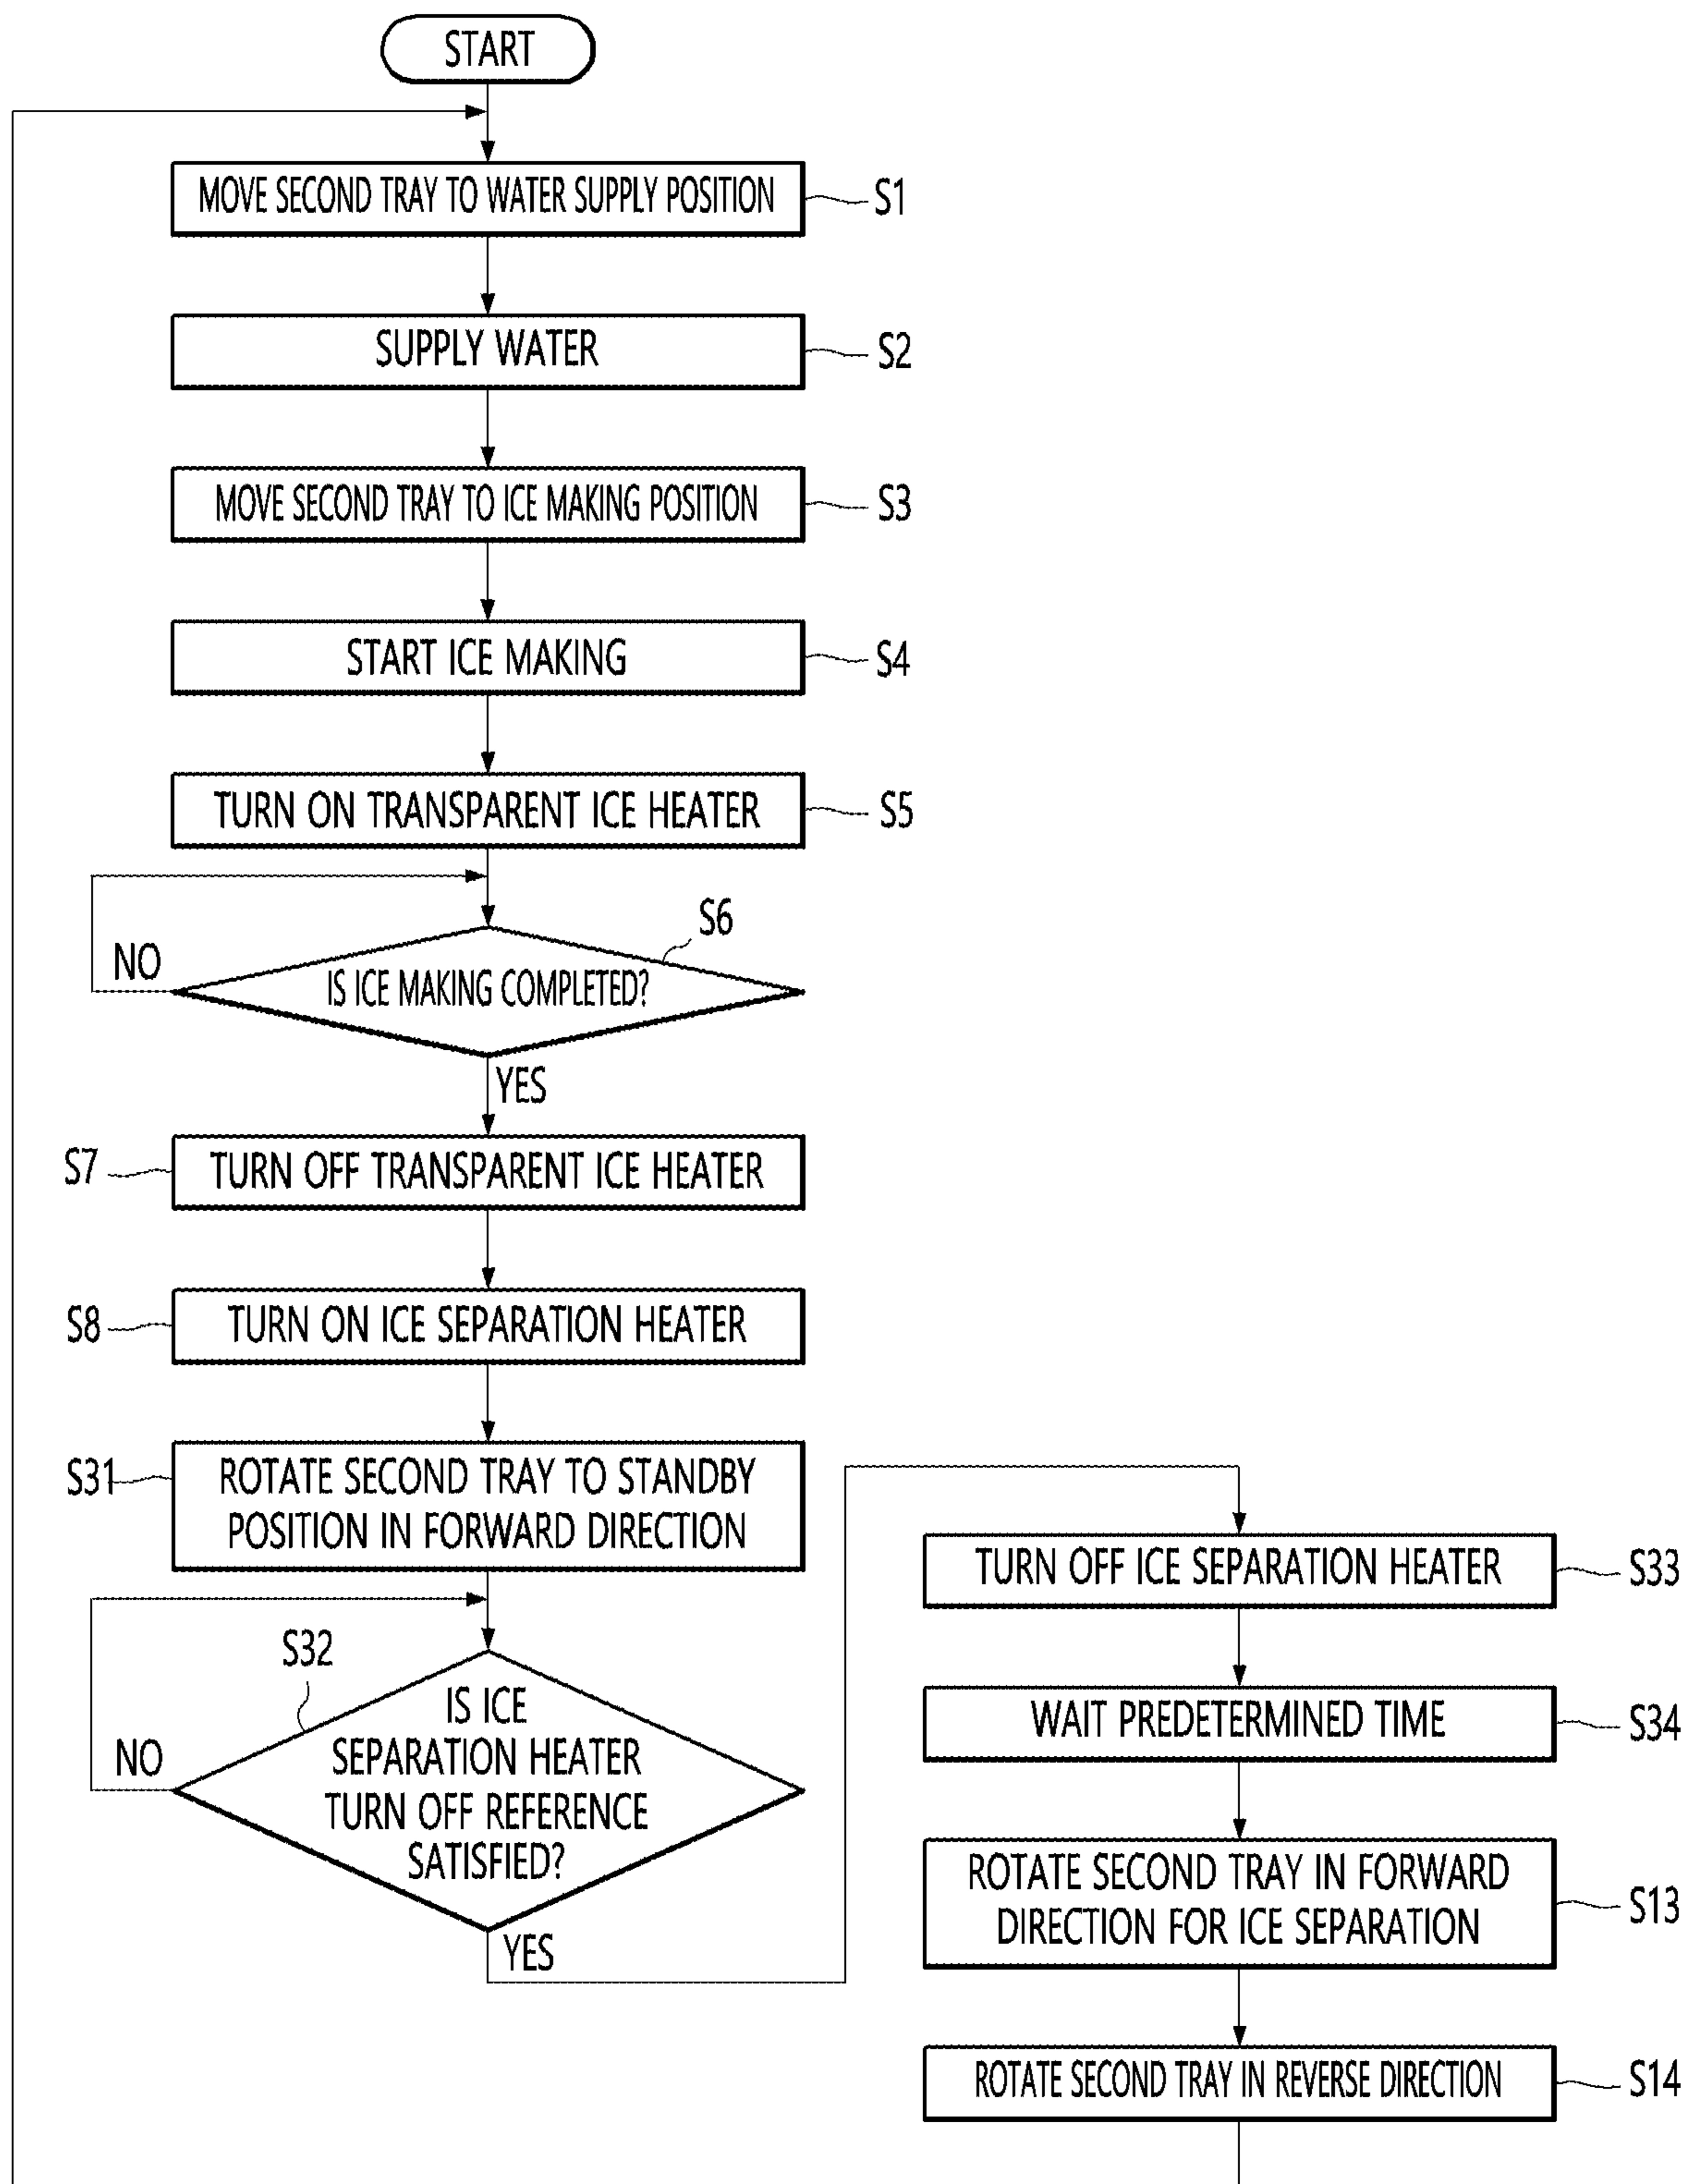 START
MOVE SECOND TRAY TO WATER SUPPLY POSITION
S1
SUPPLY WATER
S2
MOVE SECOND TRAY TO ICE MAKING POSITION
S3
START ICE MAKING
S4
TURN ON TRANSPARENT ICE HEATER
S5
S6
NO
IS ICE MAKING COMPLETED?
YES
S7
TURN OFF TRANSPARENT ICE HEATER
S8
TURN ON ICE SEPARATION HEATER
S31
ROTATE SECOND TRAY TO STANDBY
POSITION IN FORWARD DIRECTION
S32
NO
IS ICE
SEPARATION HEATER
TURN OFF REFERENCE
SATISFIED?
YES
TURN OFF ICE SEPARATION HEATER
S33
WAIT PREDETERMINED TIME
S34
ROTATE SECOND TRAY IN FORWARD
DIRECTION FOR ICE SEPARATION
S13
ROTATE SECOND TRAY IN REVERSE DIRECTION
S14